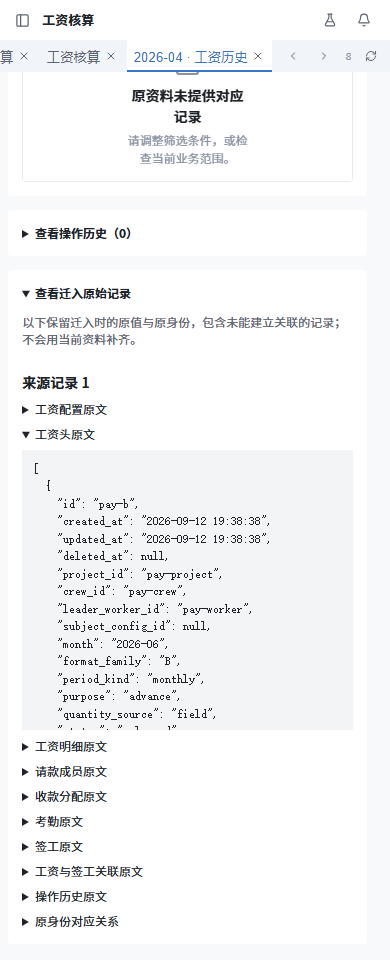 工资核算
算 × 工资核算 × 2026-04 · 工资历史 × 8
原资料未提供对应
记录
请调整筛选条件，或检
查当前业务范围。
查看操作历史（0）
查看迁入原始记录
以下保留迁入时的原值与原身份，包含未能建立关联的记录；
不会用当前资料补齐。
来源记录 1
工资配置原文
工资头原文
[
{
"id": "pay-b",
"created_at": "2026-09-12 19:38:38",
"updated_at": "2026-09-12 19:38:38",
"deleted_at": null,
"project_id": "pay-project",
"crew_id": "pay-crew",
"leader_worker_id": "pay-worker",
"subject_config_id": null,
"month": "2026-06",
"format_family": "B",
"period_kind": "monthly",
"purpose": "advance",
"quantity_source": "field",
工资明细原文
请款成员原文
收款分配原文
考勤原文
签工原文
工资与签工关联原文
操作历史原文
原身份对应关系